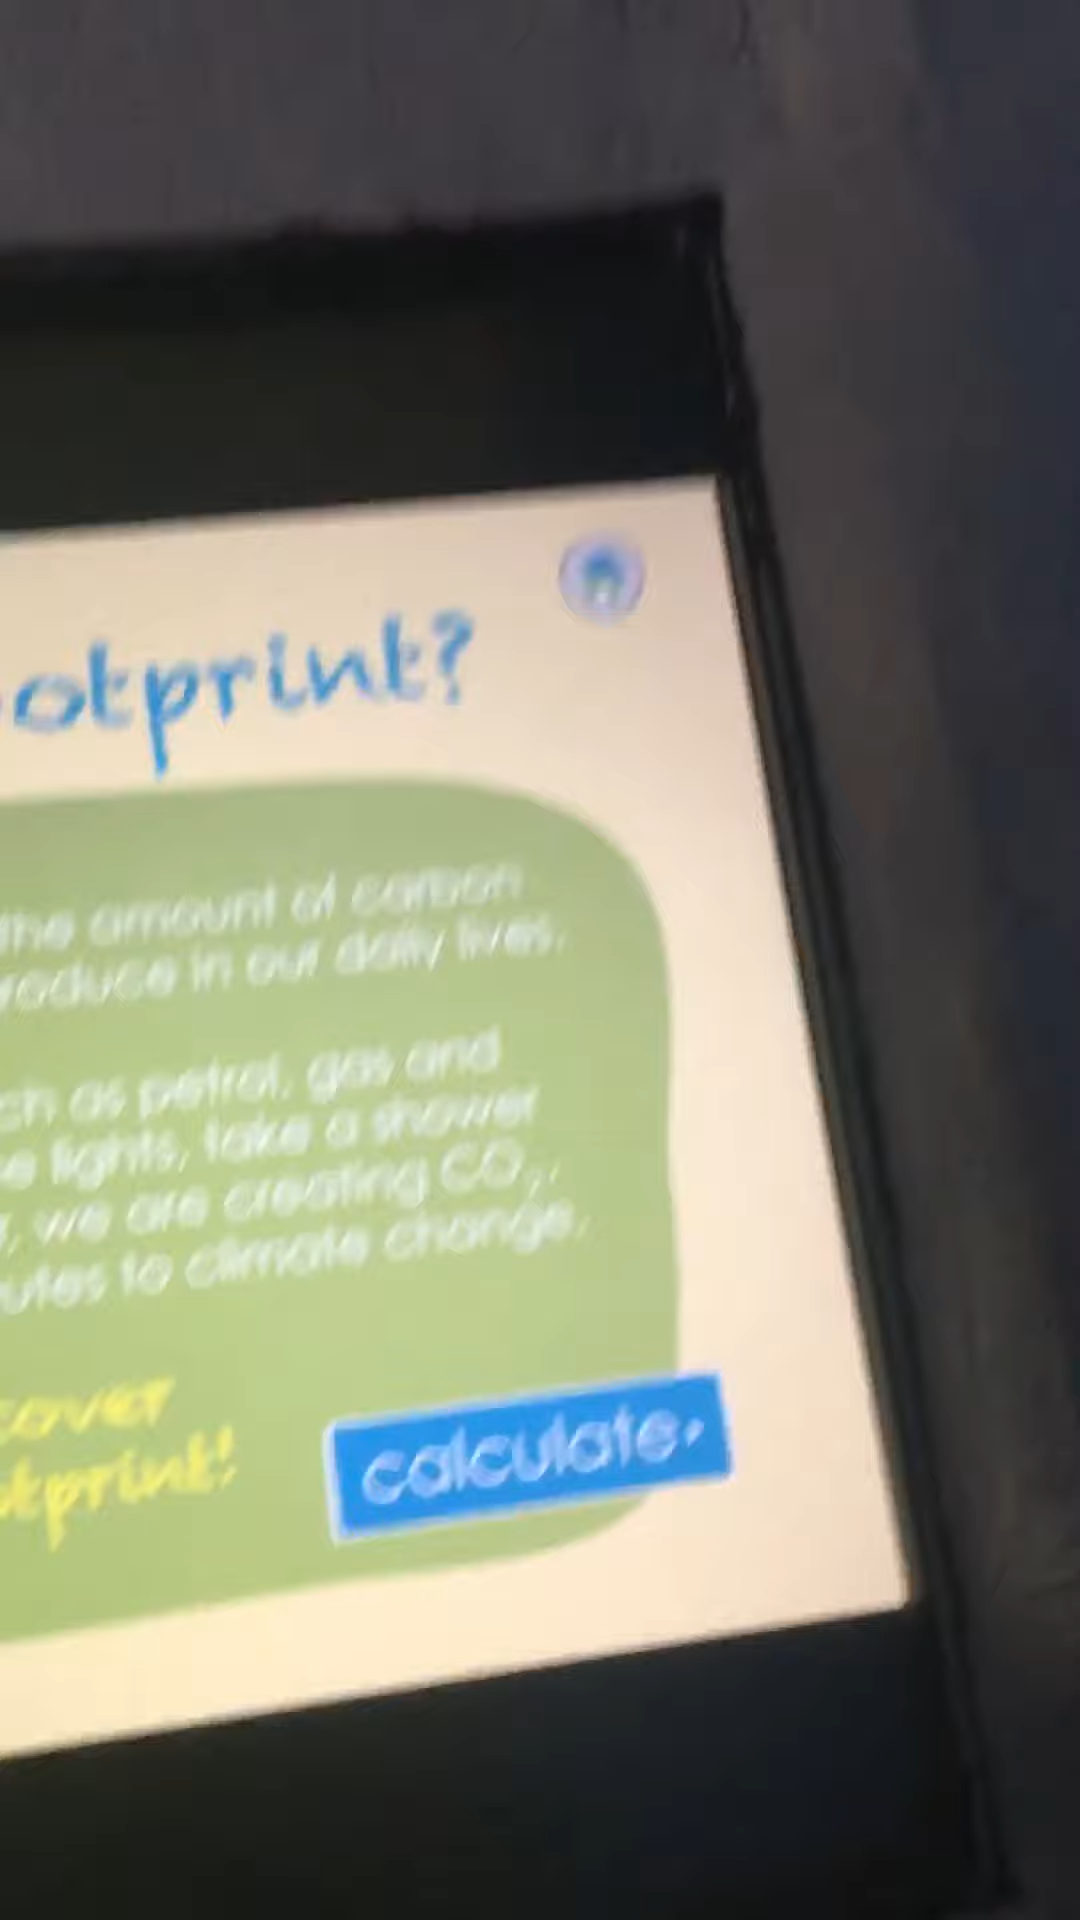 otprint?
the amount of carbon
roduce in our daily lives.
ch as petrol, gas and
e lights, take a shower
, we are creating CO₂,
utes to climate change.
cover
otprint!
calculate